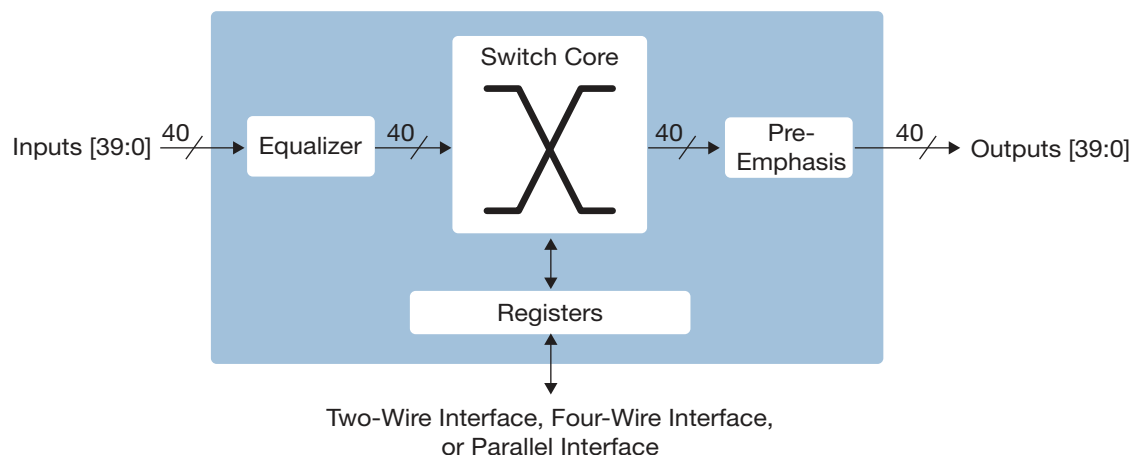 Switch Core
Inputs [39:0]
40
Equalizer
40
40
Pre-
Emphasis
40
Outputs [39:0]
Registers
Two-Wire Interface, Four-Wire Interface,
or Parallel Interface